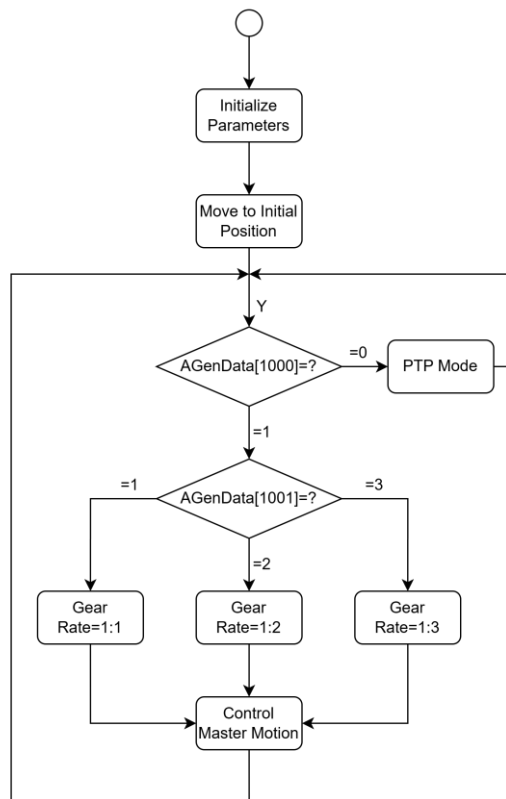 Initialize
Parameters
Move to Initial
Position
Y
AGenData[1000]=?
=0
PTP Mode
=1
AGenData[1001]=?
=1
=3
=2
Gear
Rate=1:1
Gear
Rate=1:2
Gear
Rate=1:3
Control
Master Motion